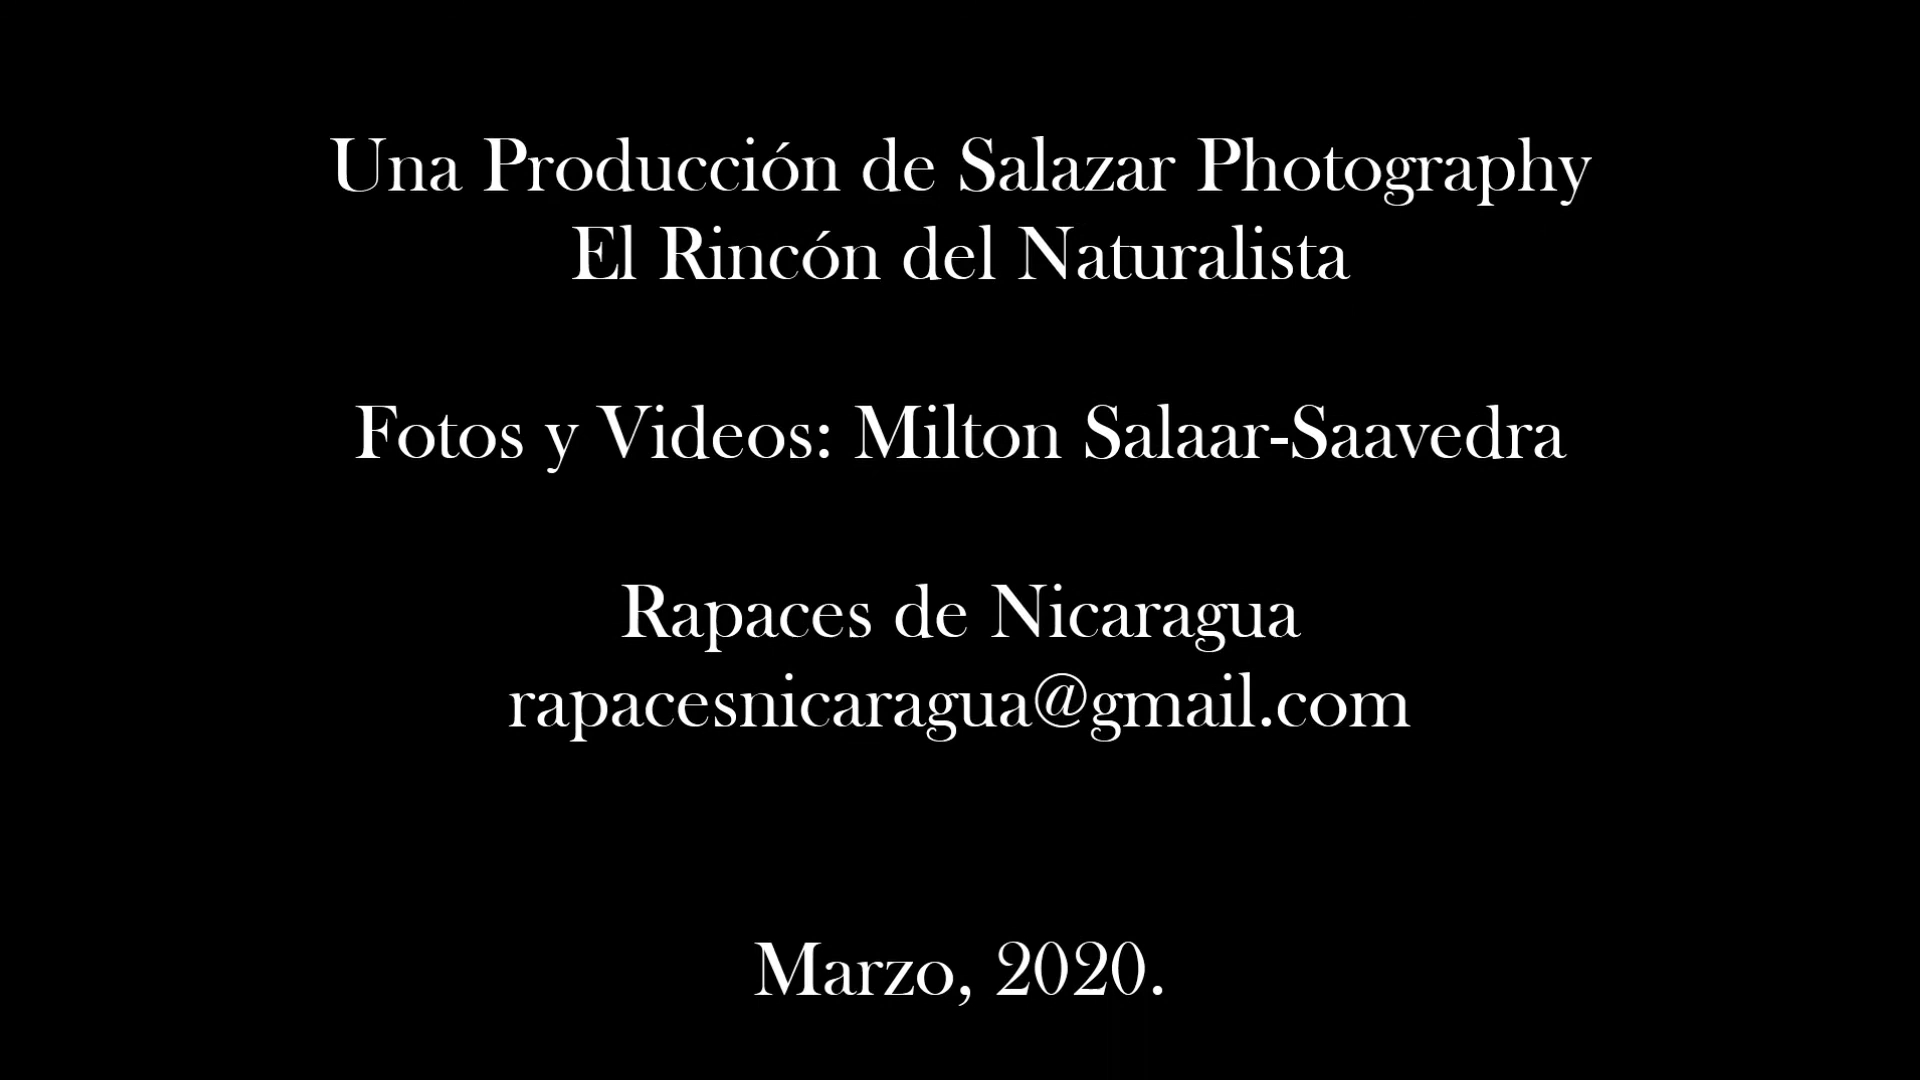 Una Producción de Salazar Photography
El Rincón del Naturalista
Fotos y Videos: Milton Salaar-Saavedra
Rapaces de Nicaragua
rapacesnicaragua@gmail.com
Marzo, 2020.